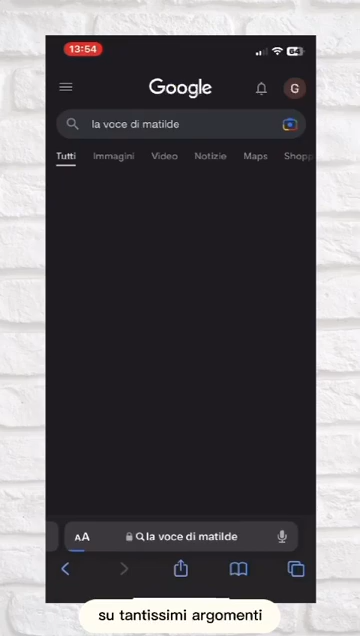 13:54
64
Google
G
la voce di matilde
Tutti Immagini Video Notizie Maps Shopp
AA la voce di matilde
su tantissimi argomenti